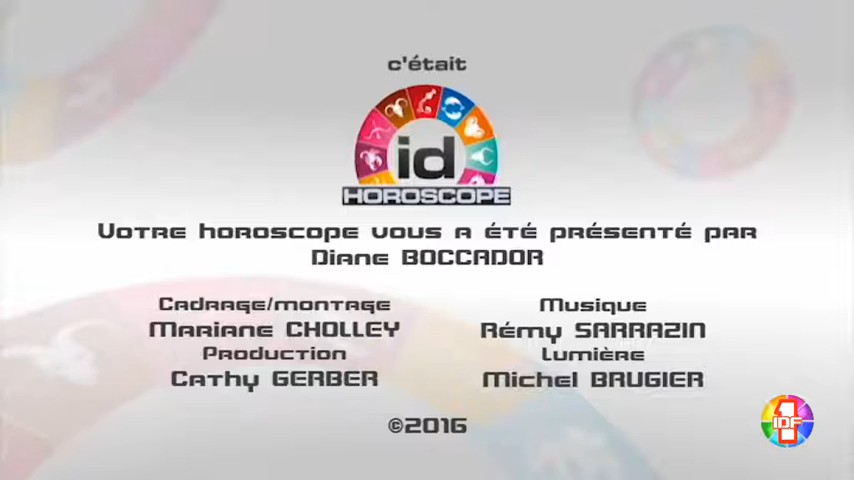 c'était
id
HOROSCOPE
Votre horoscope vous a été présenté par
Diane BOCCADOR
Cadrage/montage
Mariane CHOLLEY
Production
Cathy GERBER
Musique
Rémy SARRAZIN
Lumière
Michel BRUGIER
©2016
IDF
1